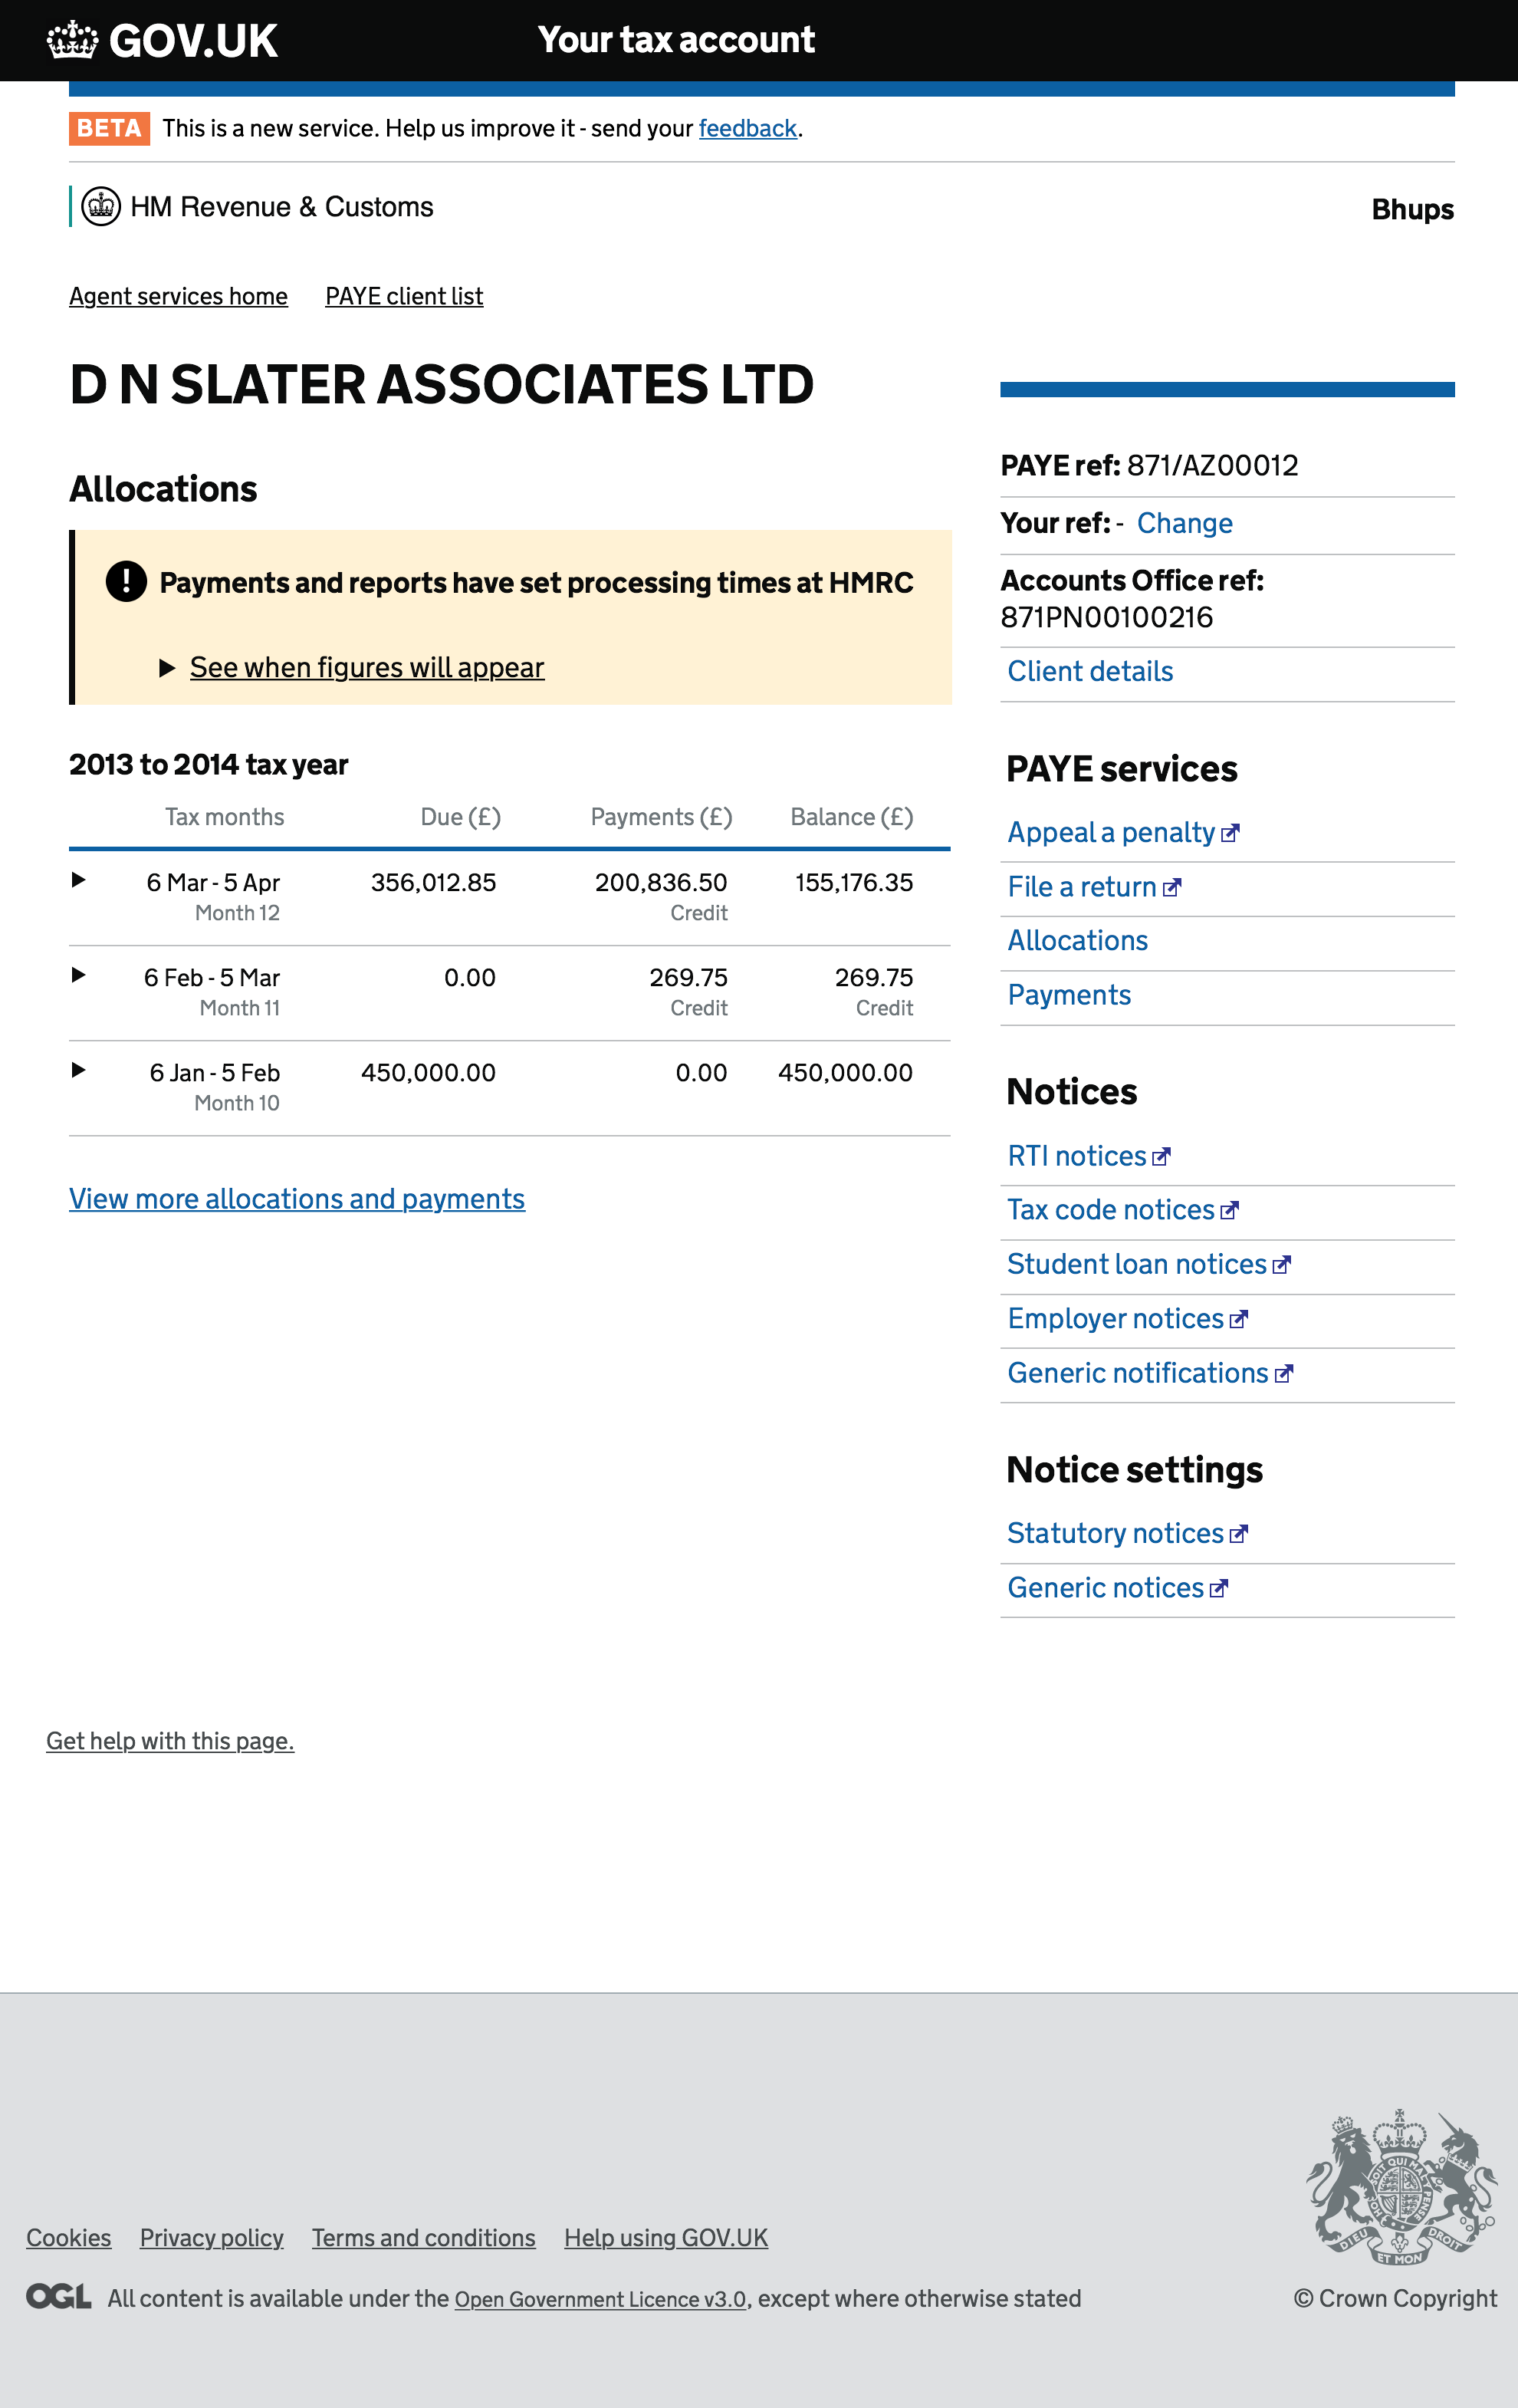 GOV.UK
Your tax account
BETA This is a new service. Help us improve it - send your feedback.
HM Revenue & Customs
Bhups
Agent services home PAYE client list
D N SLATER ASSOCIATES LTD
Allocations
! Payments and reports have set processing times at HMRC
See when figures will appear
2013 to 2014 tax year
Tax months Due (£) Payments (£) Balance (£)
6 Mar - 5 Apr 356,012.85 200,836.50 155,176.35
Month 12 Credit
6 Feb - 5 Mar 0.00 269.75 269.75
Month 11 Credit Credit
6 Jan - 5 Feb 450,000.00 0.00 450,000.00
Month 10
View more allocations and payments
PAYE ref: 871/AZ00012
Your ref: - Change
Accounts Office ref:
871PN00100216
Client details
PAYE services
Appeal a penalty
File a return
Allocations
Payments
Notices
RTI notices
Tax code notices
Student loan notices
Employer notices
Generic notifications
Notice settings
Statutory notices
Generic notices
Get help with this page.
Cookies Privacy policy Terms and conditions Help using GOV.UK
OGL All content is available under the Open Government Licence v3.0, except where otherwise stated
DIEU ET MON DROIT
© Crown Copyright